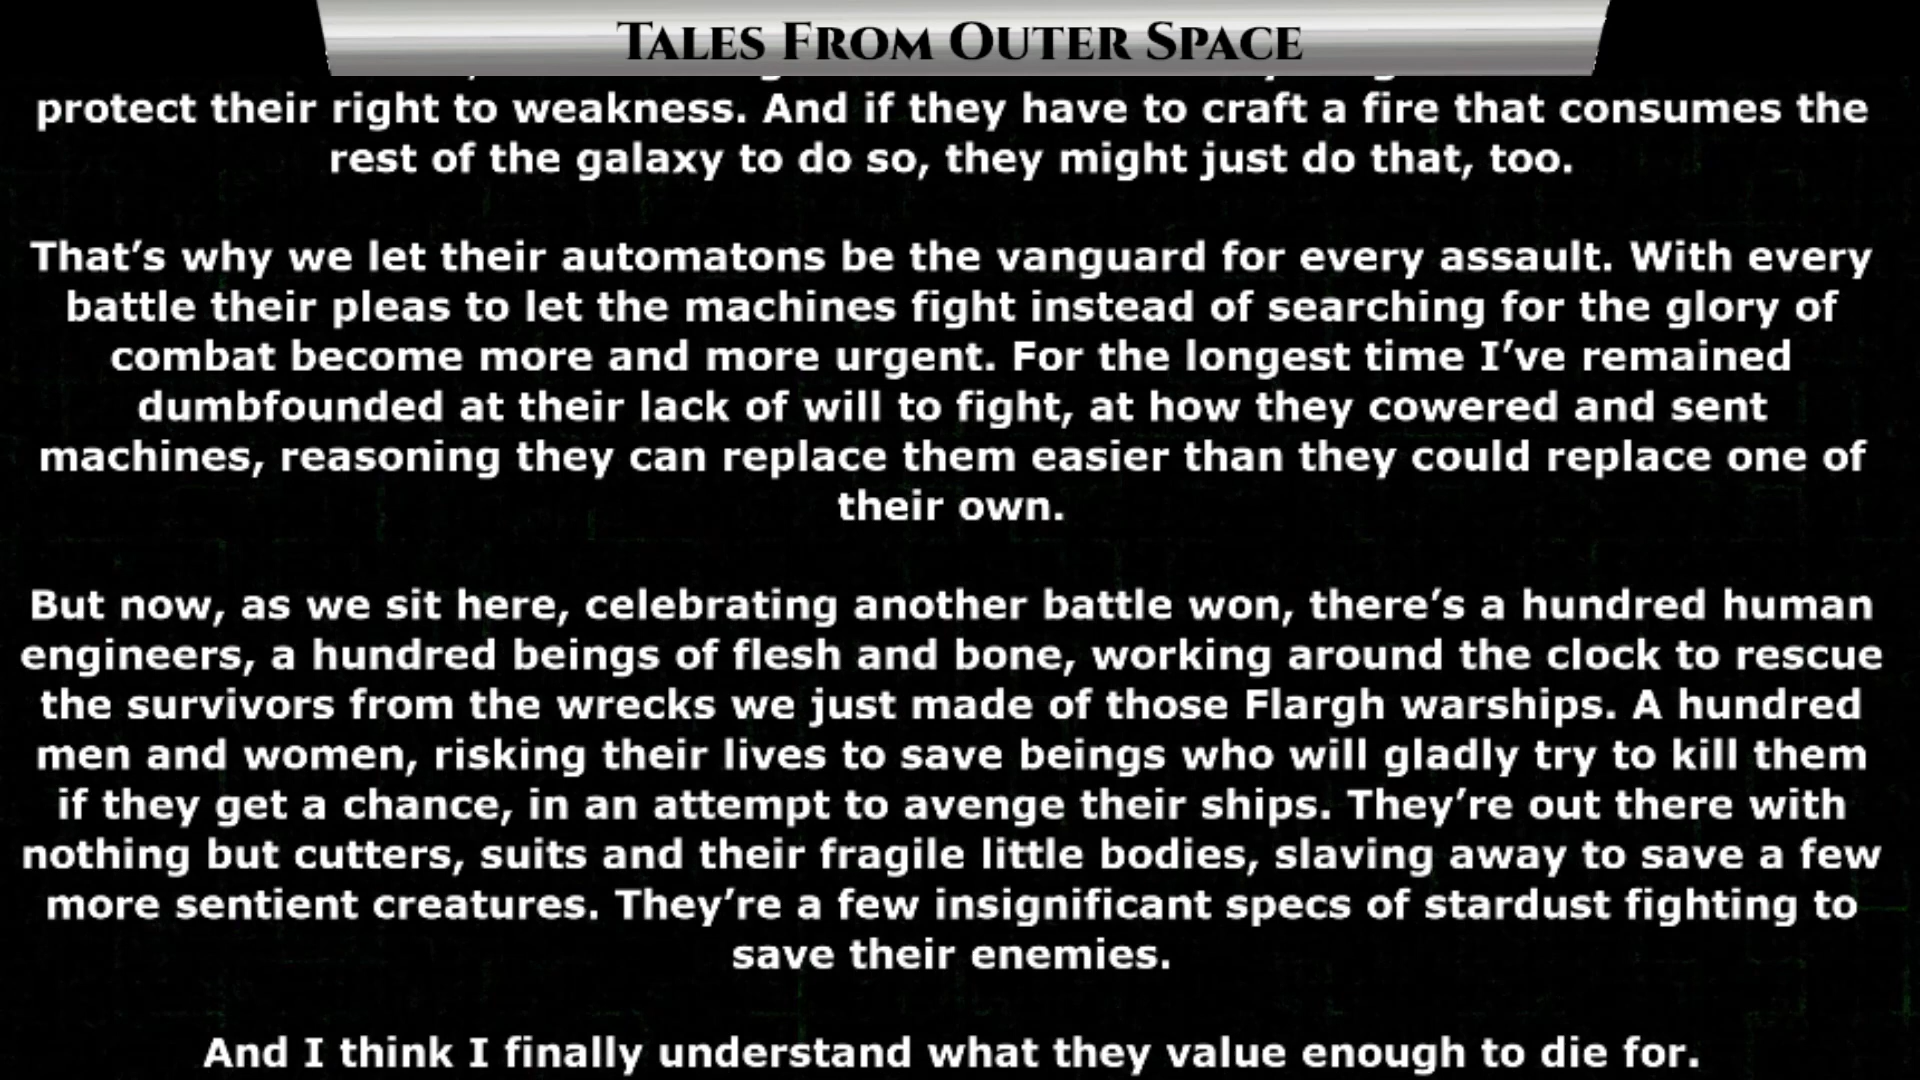 Tales From Outer Space
protect their right to weakness. And if they have to craft a fire that consumes the
rest of the galaxy to do so, they might just do that, too.
That’s why we let their automatons be the vanguard for every assault. With every
battle their pleas to let the machines fight instead of searching for the glory of
combat become more and more urgent. For the longest time I’ve remained
dumbfounded at their lack of will to fight, at how they cowered and sent
machines, reasoning they can replace them easier than they could replace one of
their own.
But now, as we sit here, celebrating another battle won, there’s a hundred human
engineers, a hundred beings of flesh and bone, working around the clock to rescue
the survivors from the wrecks we just made of those Flargh warships. A hundred
men and women, risking their lives to save beings who will gladly try to kill them
if they get a chance, in an attempt to avenge their ships. They’re out there with
nothing but cutters, suits and their fragile little bodies, slaving away to save a few
more sentient creatures. They’re a few insignificant specs of stardust fighting to
save their enemies.
And I think I finally understand what they value enough to die for.